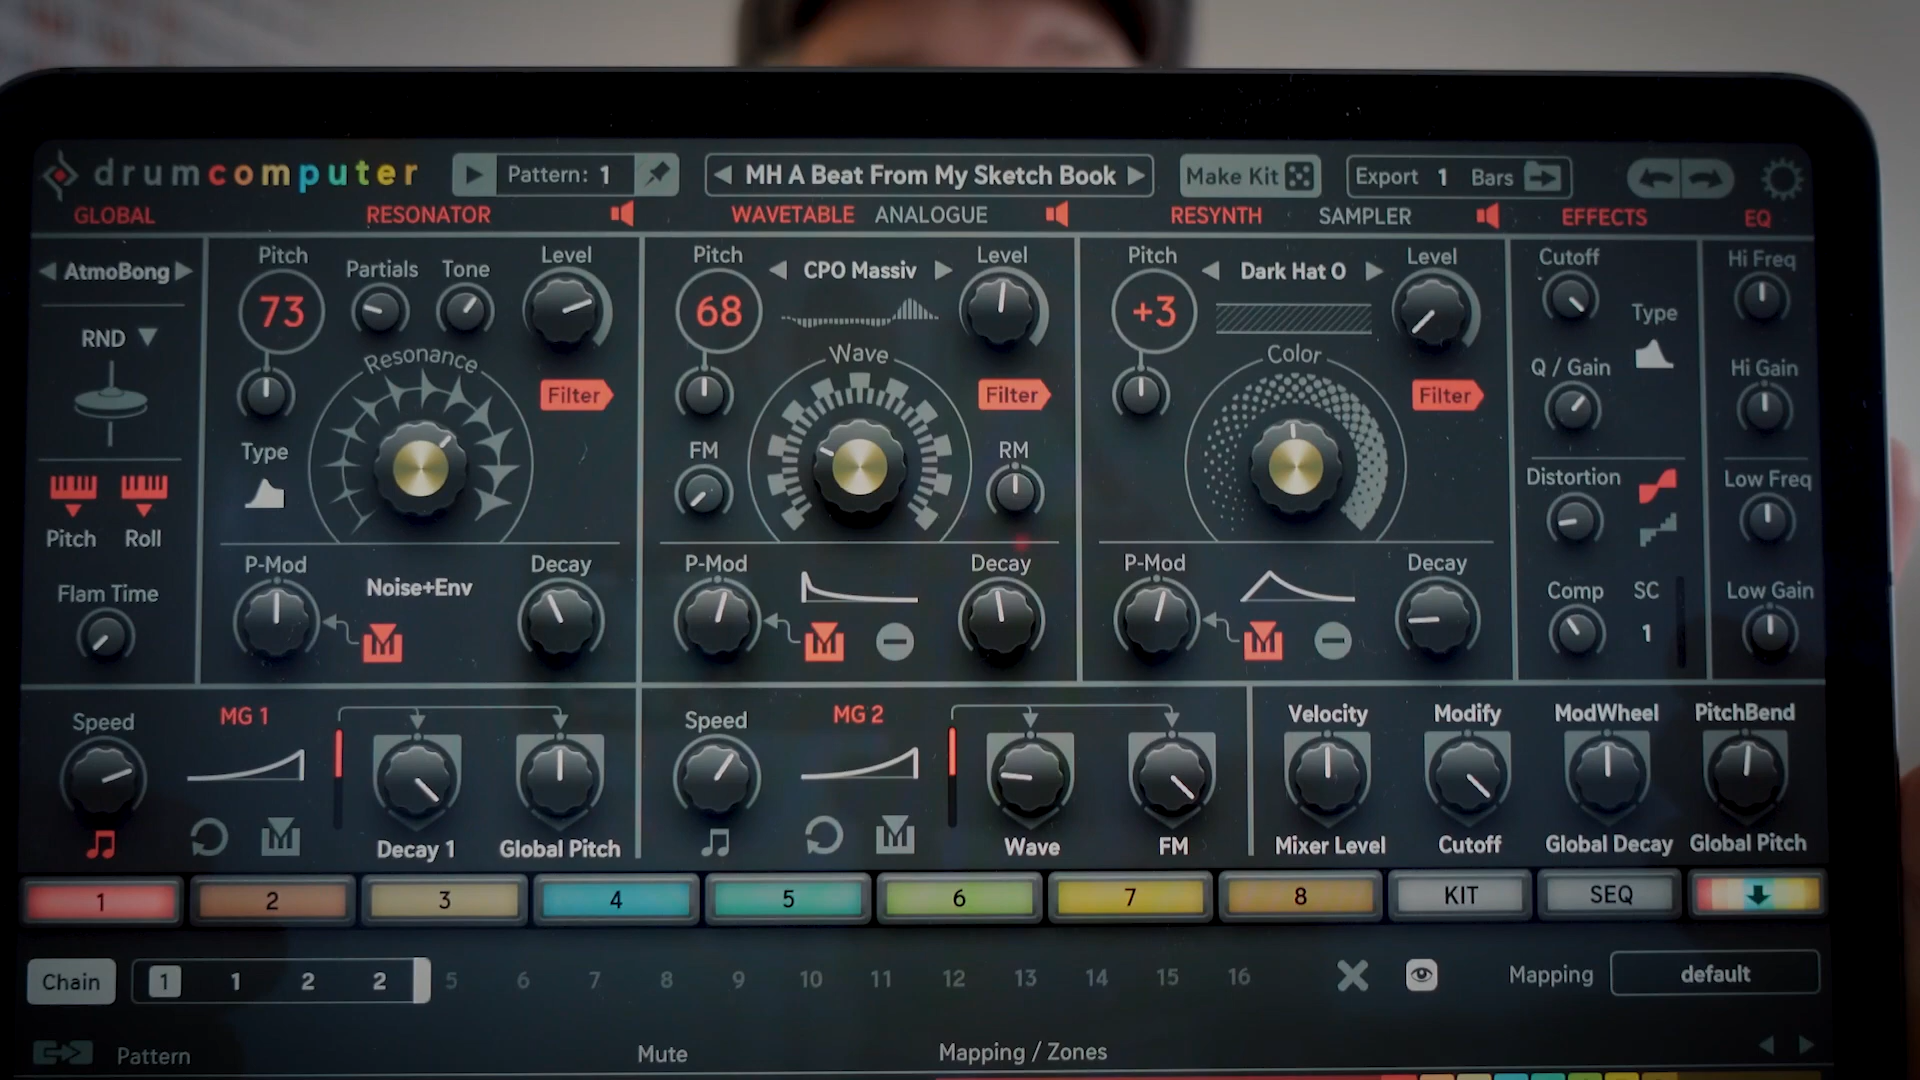 drumcomputer
Pattern: 1
MH A Beat From My Sketch Book
Make Kit
Export 1 Bars
GLOBAL
RESONATOR
WAVETABLE ANALOGUE
RESYNTH SAMPLER
EFFECTS
EQ
AtmoBong
RND
Pitch Roll
Flam Time
Pitch
73
Partials Tone
Level
Resonance
Filter
Type
P-Mod
Noise+Env
Decay
Pitch
68
CPO Massiv
Level
Wave
Filter
FM
RM
P-Mod
Decay
Pitch
+3
Dark Hat O
Level
Color
Filter
P-Mod
Decay
Cutoff
Type
Q / Gain
Distortion
Comp SC
1
Hi Freq
Hi Gain
Low Freq
Low Gain
Speed
MG 1
Decay 1
Global Pitch
Speed
MG 2
Wave
FM
Velocity Modify ModWheel PitchBend
Mixer Level Cutoff Global Decay Global Pitch
1 2 3 4 5 6 7 8 KIT SEQ
Chain 1 1 2 2 5 6 7 8 9 10 11 12 13 14 15 16
Mapping default
Pattern
Mute
Mapping / Zones